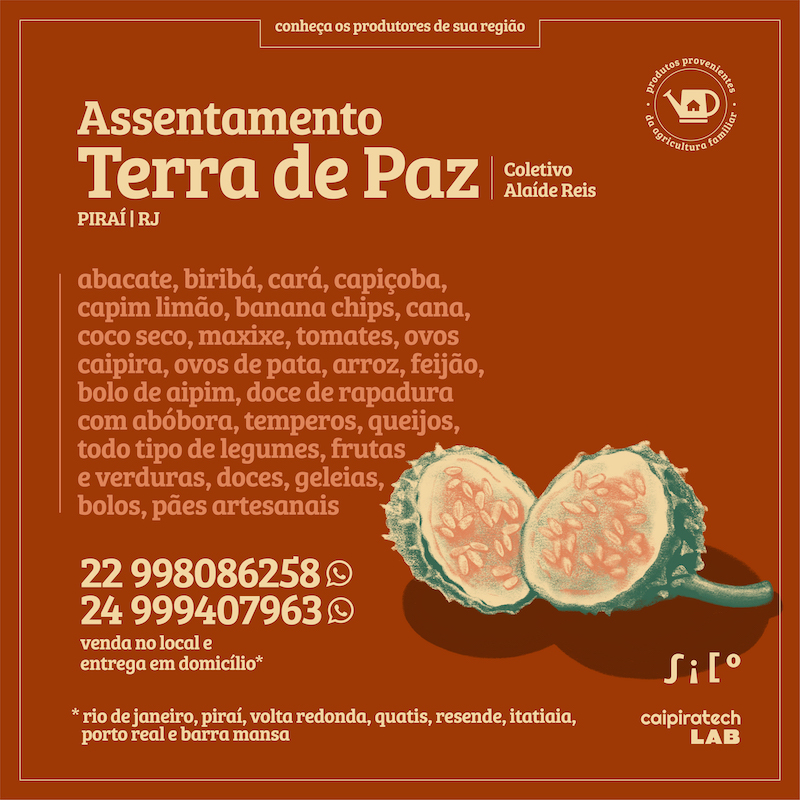 conheça os produtores de sua região
produtos provenientes
da agricultura familiar
Assentamento
Terra de Paz
Coletivo
Alaíde Reis
PIRAÍ | RJ
abacate, biribá, cará, capiçoba,
capim limão, banana chips, cana,
coco seco, maxixe, tomates, ovos
caipira, ovos de pata, arroz, feijão,
bolo de aipim, doce de rapadura
com abóbora, temperos, queijos,
todo tipo de legumes, frutas
e verduras, doces, geleias,
bolos, pães artesanais
22 998086258
24 999407963
venda no local e
entrega em domicílio*
* rio de janeiro, piraí, volta redonda, quatis, resende, itatiaia,
porto real e barra mansa
caipiratech
LAB